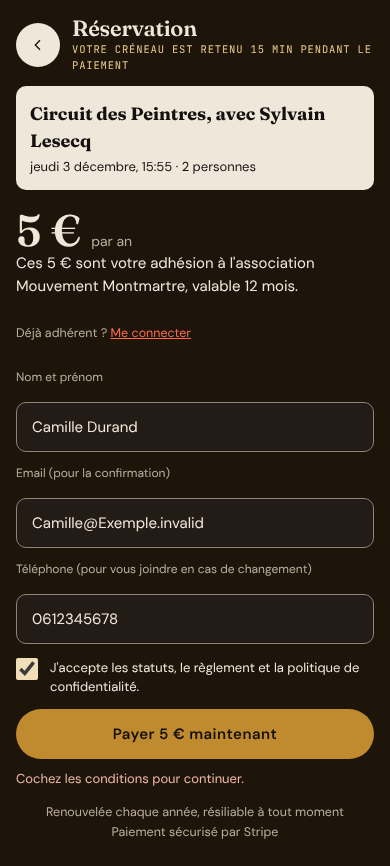 Réservation
VOTRE CRÉNEAU EST RETENU 15 MIN PENDANT LE
PAIEMENT
Circuit des Peintres, avec Sylvain
Lesecq
jeudi 3 décembre, 15:55 · 2 personnes
5 € par an
Ces 5 € sont votre adhésion à l'association
Mouvement Montmartre, valable 12 mois.
Déjà adhérent ? Me connecter
Nom et prénom
Camille Durand
Email (pour la confirmation)
Camille@Exemple.invalid
Téléphone (pour vous joindre en cas de changement)
0612345678
J'accepte les statuts, le règlement et la politique de
confidentialité.
Payer 5 € maintenant
Cochez les conditions pour continuer.
Renouvelée chaque année, résiliable à tout moment
Paiement sécurisé par Stripe